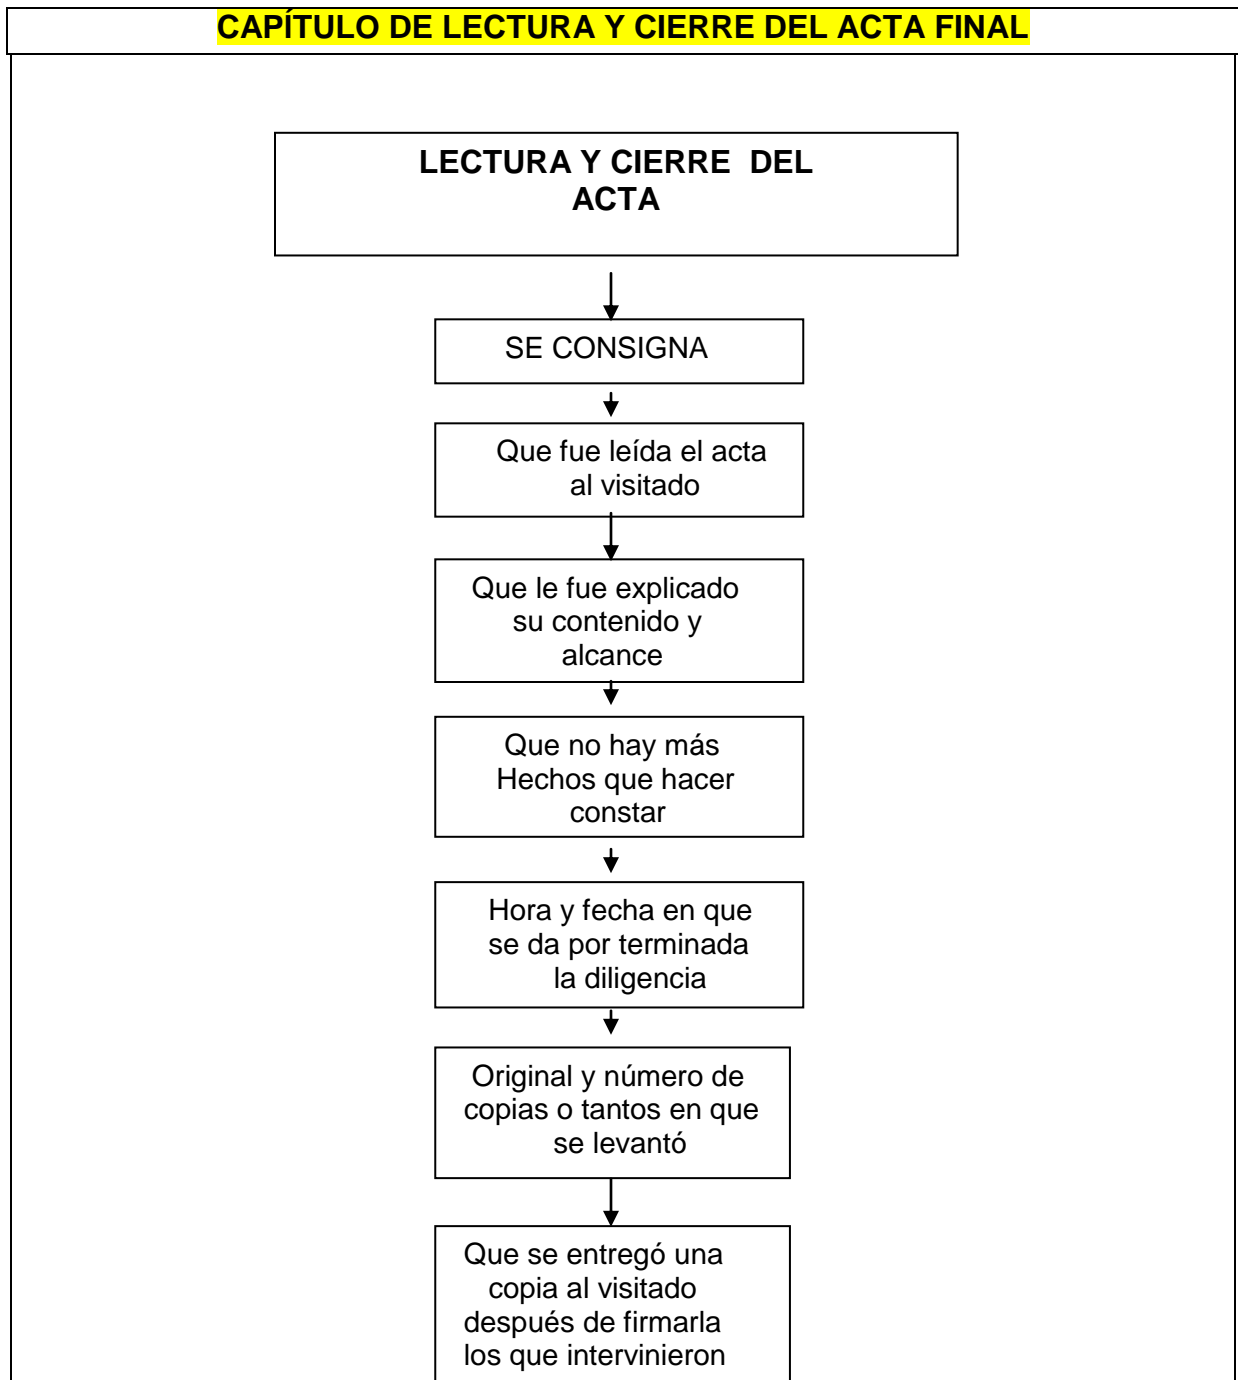 CAPÍTULO DE LECTURA Y CIERRE DEL ACTA FINAL
LECTURA Y CIERRE DEL
ACTA
SE CONSIGNA
Que fue leída el acta
al visitado
Que le fue explicado
su contenido y
alcance
Que no hay más
Hechos que hacer
constar
Hora y fecha en que
se da por terminada
la diligencia
Original y número de
copias o tantos en que
se levantó
Que se entregó una
copia al visitado
después de firmarla
los que intervinieron